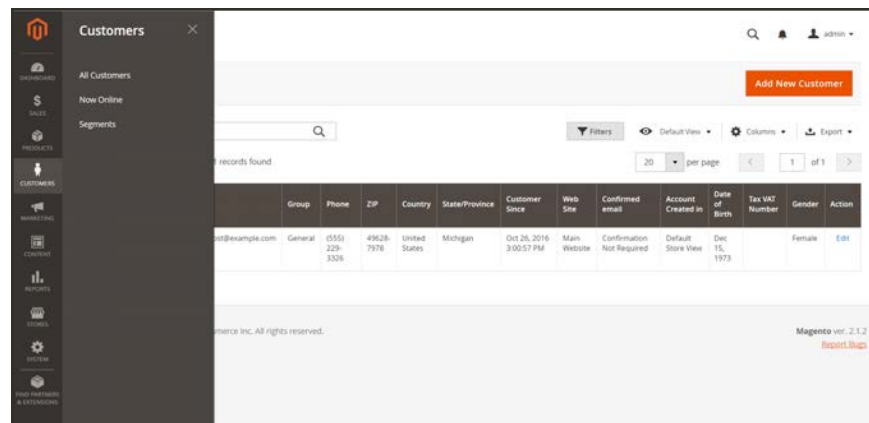 Customers
All Customers
Now Online
Segments
DASHBOARD
SALES
PRODUCTS
CUSTOMERS
MARKETING
CONTENT
REPORTS
STORES
SYSTEM
FIND PARTNERS
& EXTENSIONS
admin
Add New Customer
Filters
Default View
Columns
Export
records found
20
per page
1
of 1
Group
Phone
ZIP
Country
State/Province
Customer
Since
Web
Site
Confirmed
email
Account
Created in
Date
of
Birth
Tax VAT
Number
Gender
Action
ost@example.com
General
(555)
229-
3326
49628-
7978
United
States
Michigan
Oct 26, 2016
3:00:57 PM
Main
Website
Confirmation
Not Required
Default
Store View
Dec
15,
1973
Female
Edit
mmerce Inc. All rights reserved.
Magento ver. 2.1.2
Report Bugs